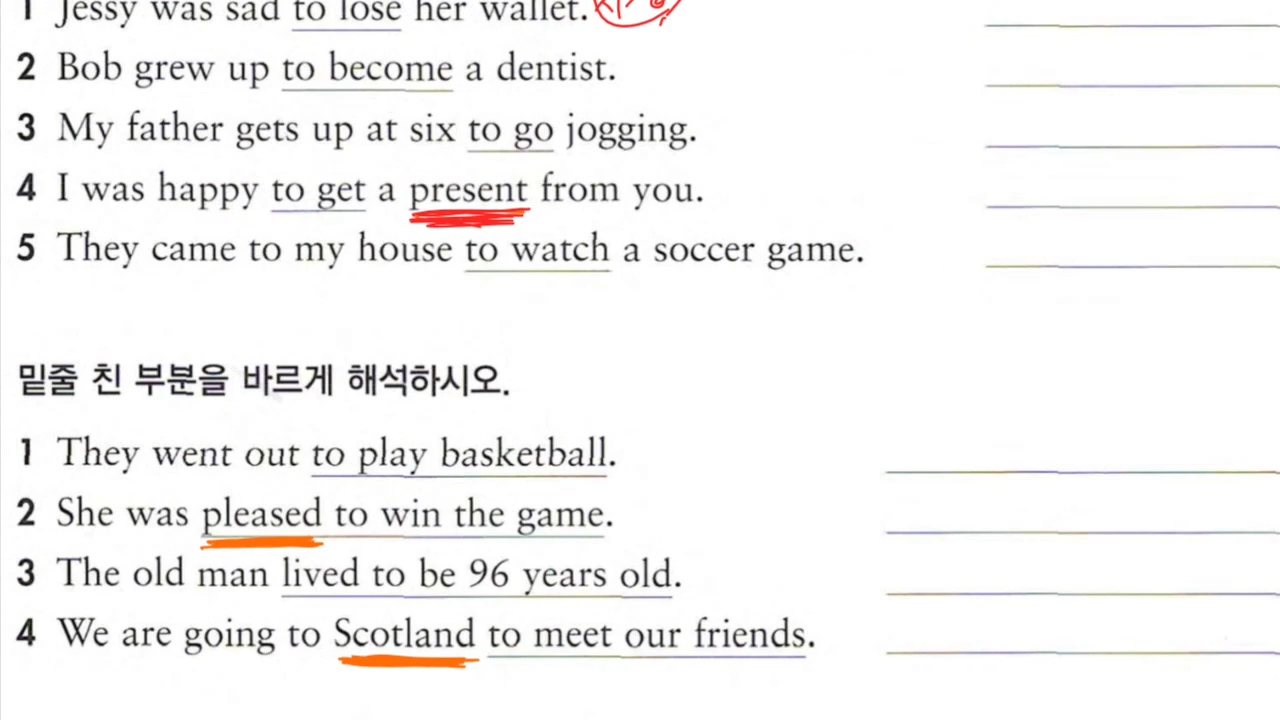 1 Jessy was sad to lose her wallet.
2 Bob grew up to become a dentist.
3 My father gets up at six to go jogging.
4 I was happy to get a present from you.
5 They came to my house to watch a soccer game.
밑줄 친 부분을 바르게 해석하시오.
1 They went out to play basketball.
2 She was pleased to win the game.
3 The old man lived to be 96 years old.
4 We are going to Scotland to meet our friends.